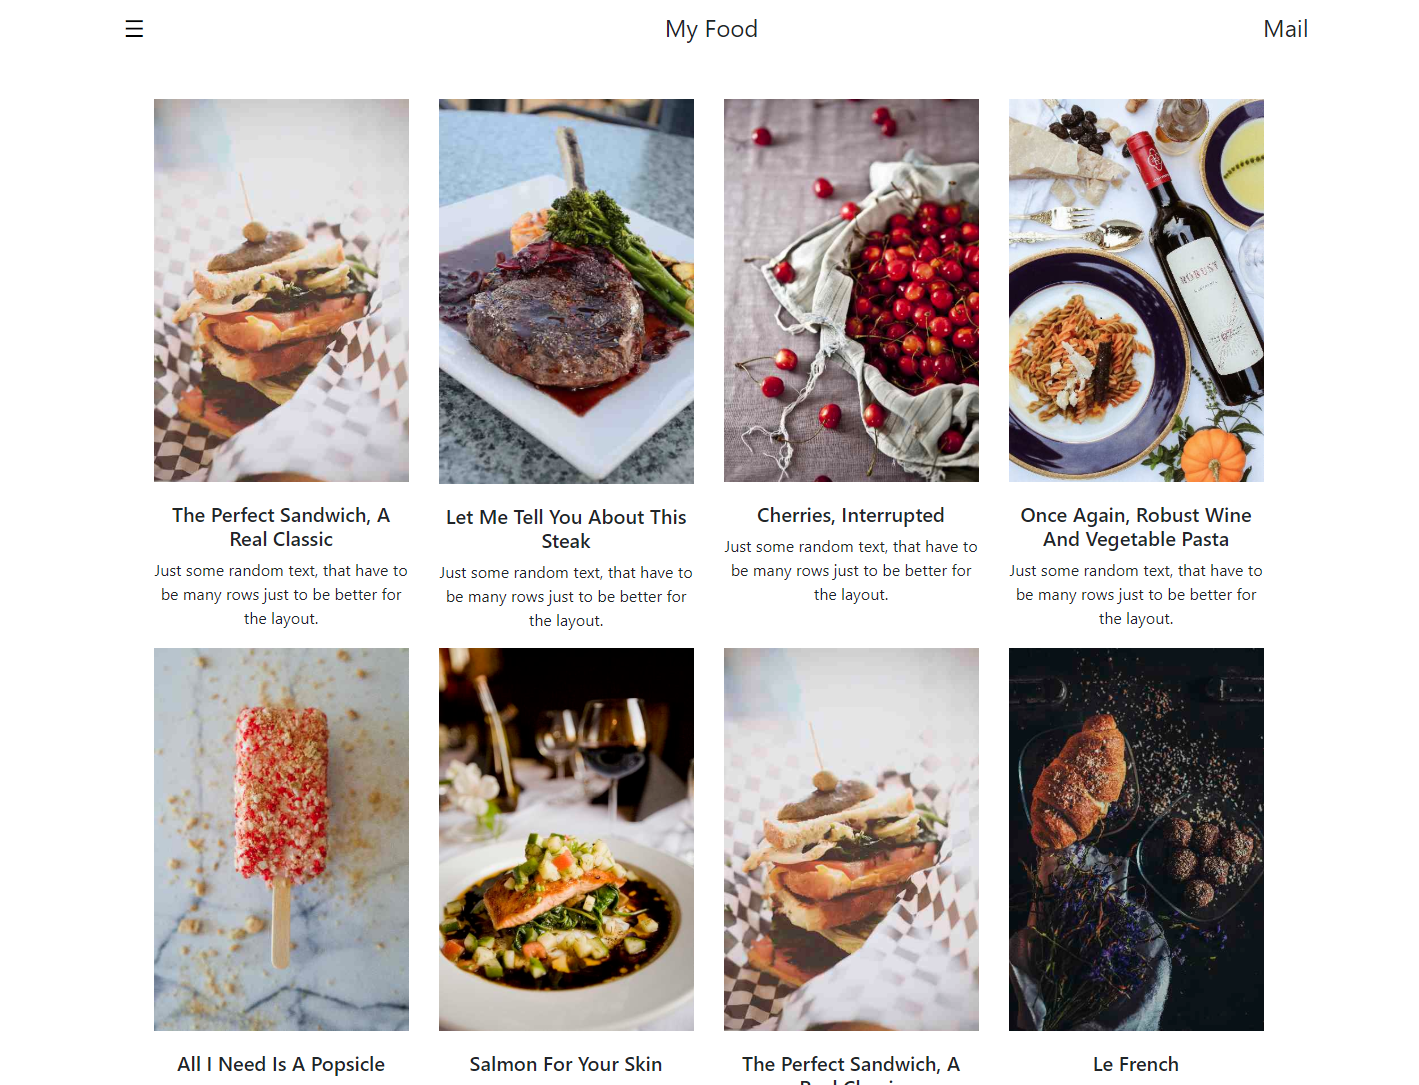 ☰ My Food Mail
ROBUST
The Perfect Sandwich, A
Real Classic
Just some random text, that have to
be many rows just to be better for
the layout.
Let Me Tell You About This
Steak
Just some random text, that have to
be many rows just to be better for
the layout.
Cherries, Interrupted
Just some random text, that have to
be many rows just to be better for
the layout.
Once Again, Robust Wine
And Vegetable Pasta
Just some random text, that have to
be many rows just to be better for
the layout.
All I Need Is A Popsicle
Salmon For Your Skin
The Perfect Sandwich, A
Real Classic
Le French